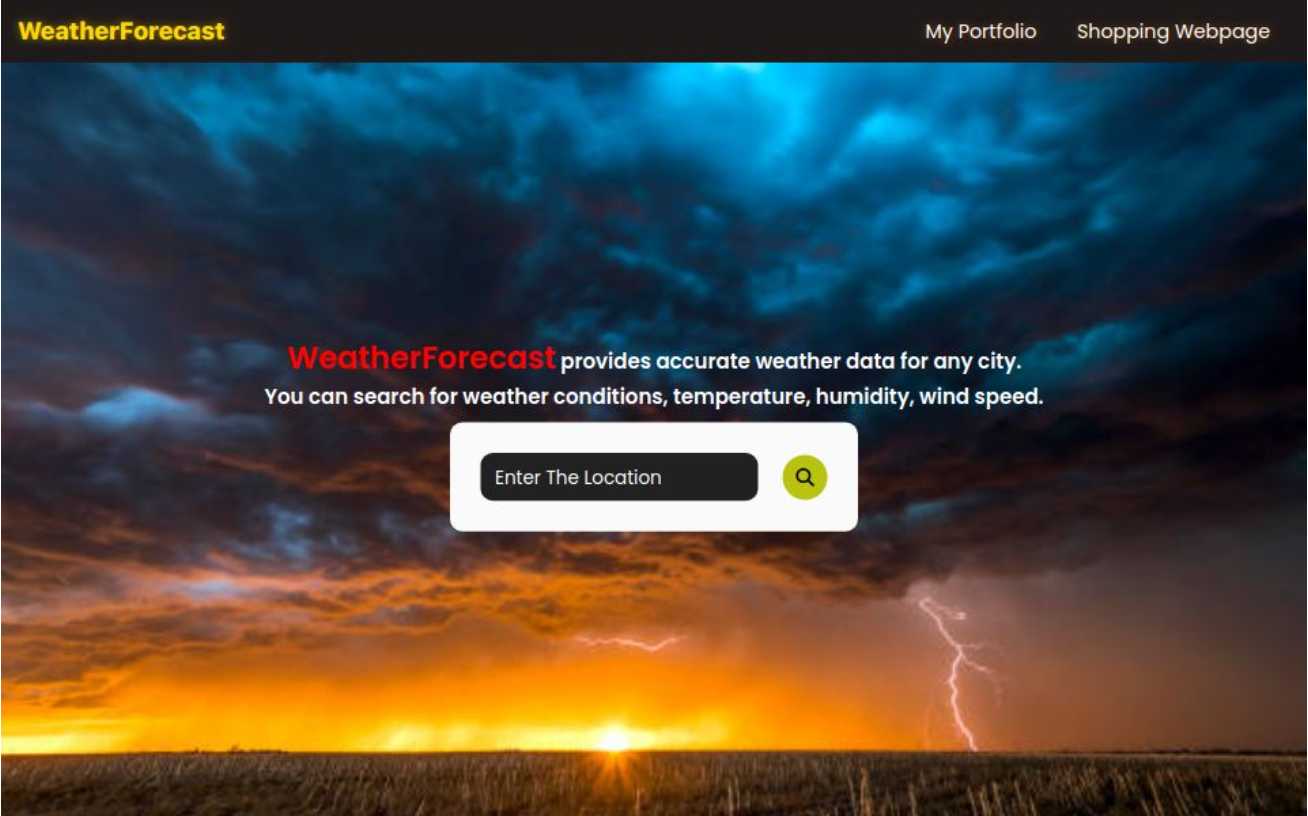 WeatherForecast
My Portfolio
Shopping Webpage
WeatherForecast provides accurate weather data for any city.
You can search for weather conditions, temperature, humidity, wind speed.
Enter The Location